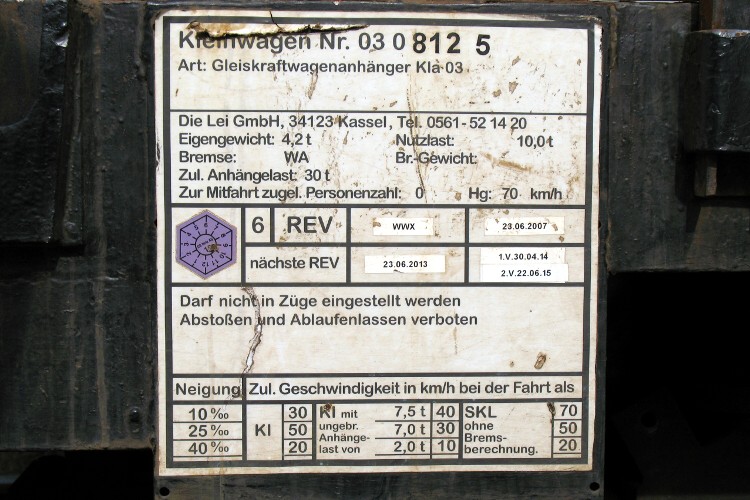 Kleinwagen Nr. 03 0 812 5
Art: Gleiskraftwagenanhänger Kla 03
Die Lei GmbH, 34123 Kassel, Tel. 0561-52 14 20
Eigengewicht: 4,2 t Nutzlast: 10,0 t
Bremse: WA Br.-Gewicht:
Zul. Anhängelast: 30 t
Zur Mitfahrt zugel. Personenzahl: 0 Hg: 70 km/h
6 REV WWX 23.06.2007
nächste REV 23.06.2013 1.V.30.04.14
2.V.22.06.15
Darf nicht in Züge eingestellt werden
Abstoßen und Ablaufenlassen verboten
Neigung Zul. Geschwindigkeit in km/h bei der Fahrt als
10 ‰ Kl 30 Kl mit 7,5 t 40 SKL 70
25 ‰ 50 ungebr. 7,0 t 30 ohne 50
Anhänge- Brems-
40 ‰ 20 last von 2,0 t 10 berechnung. 20